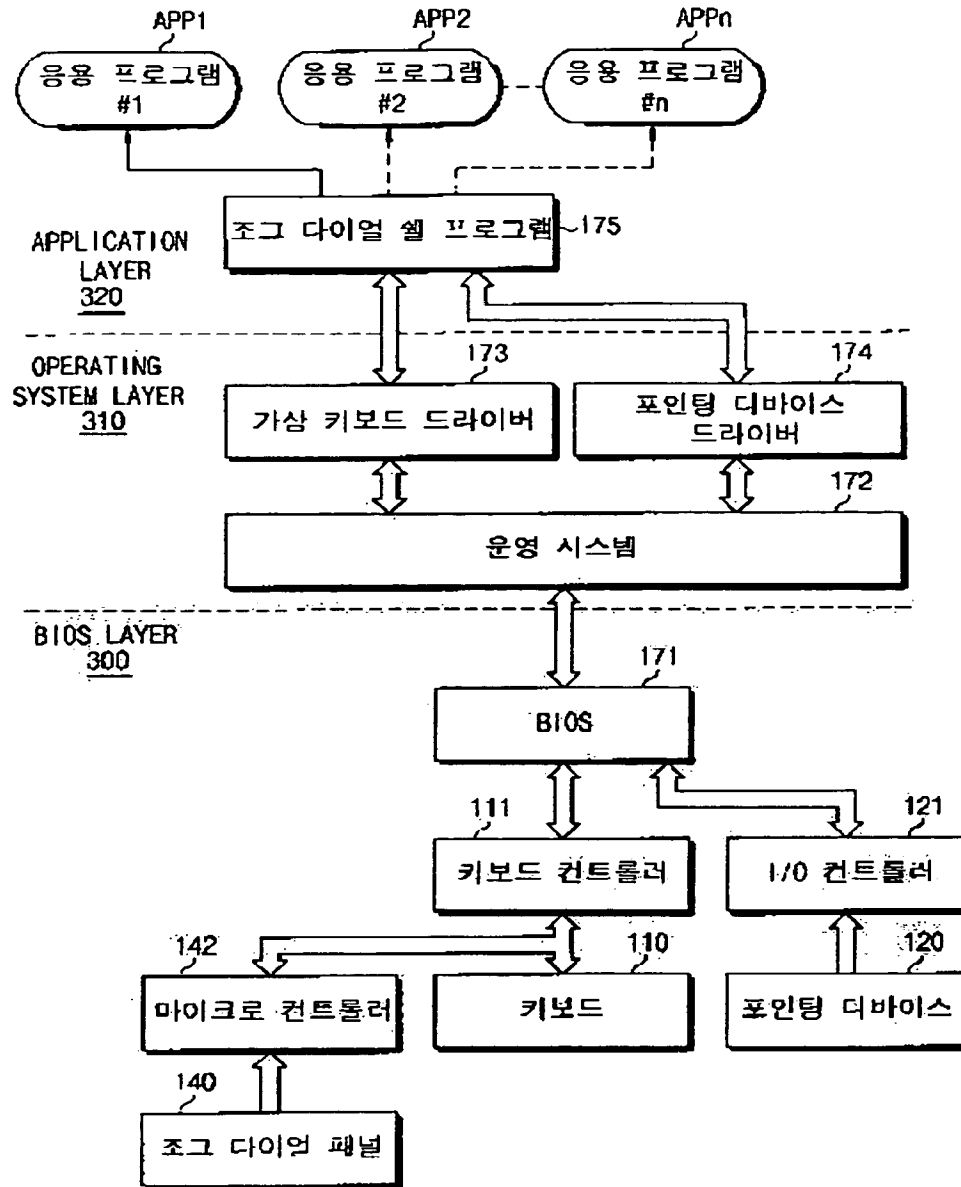 APP1
APP2
APPn
응용 프로그램
#1
응용 프로그램
#2
응용 프로그램
#n
조그 다이얼 쉘 프로그램
175
APPLICATION
LAYER
320
OPERATING
SYSTEM LAYER
310
173
174
가상 키보드 드라이버
포인팅 디바이스
드라이버
172
운영 시스템
BIOS LAYER
300
171
BIOS
111
121
키보드 컨트롤러
I/O 컨트롤러
142
110
120
마이크로 컨트롤러
키보드
포인팅 디바이스
140
조그 다이얼 패널